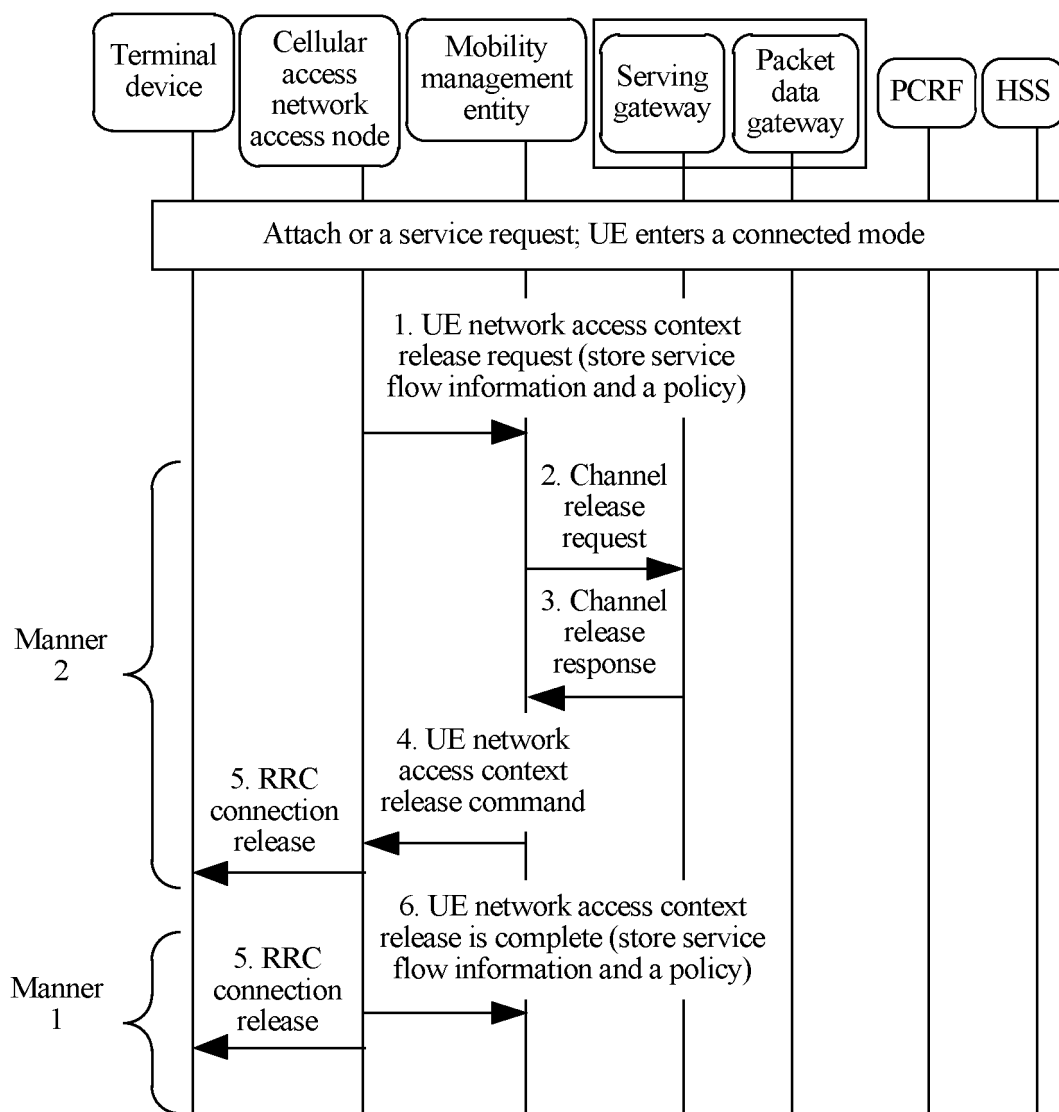 Terminal
device
Cellular
access
network
access node
Mobility
management
entity
Serving
gateway
Packet
data
gateway
PCRF
HSS
Attach or a service request; UE enters a connected mode
1. UE network access context
release request (store service
flow information and a policy)
2. Channel
release
request
3. Channel
release
response
Manner
2
4. UE network
access context
release command
5. RRC
connection
release
6. UE network access context
release is complete (store service
flow information and a policy)
5. RRC
connection
release
Manner
1